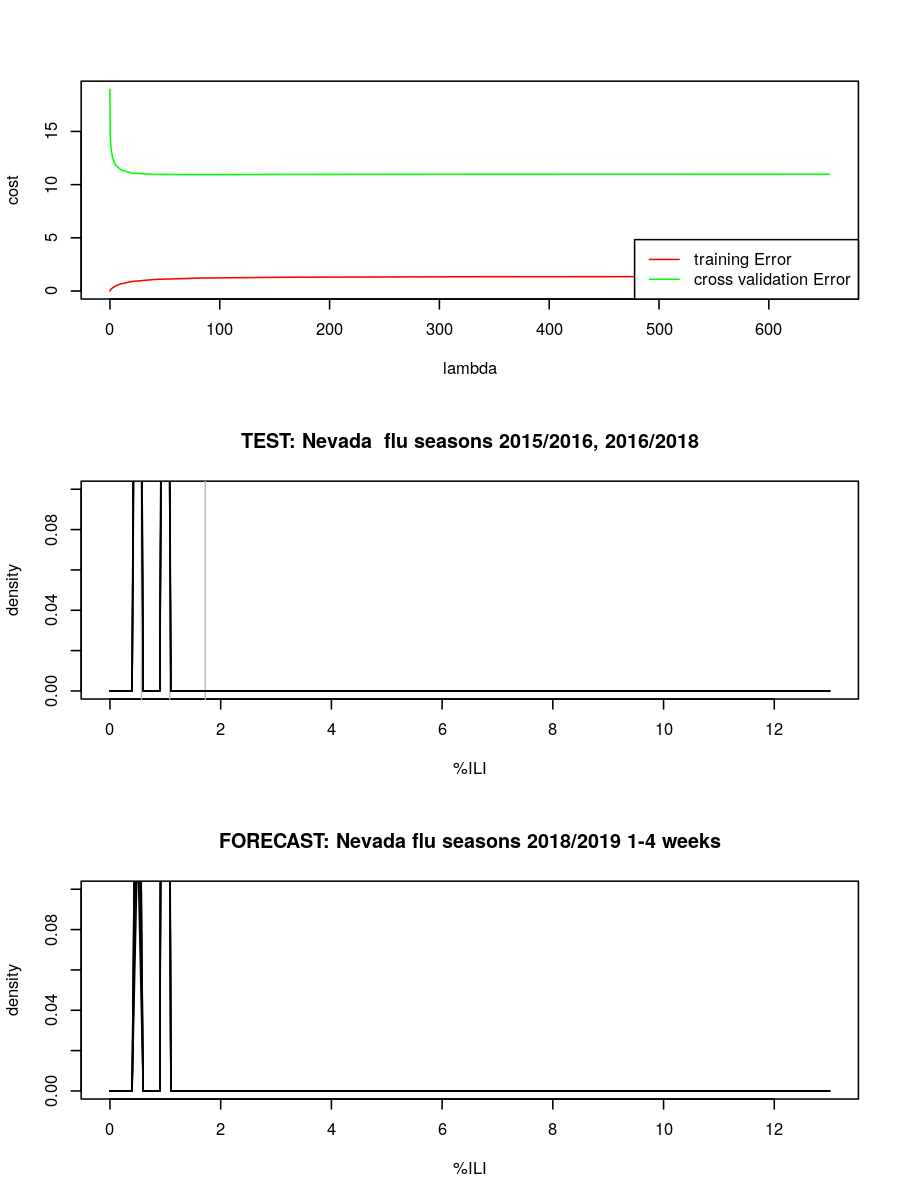 15
10
5
0
cost
training Error
cross validation Error
0 100 200 300 400 500 600
lambda
TEST: Nevada  flu seasons 2015/2016, 2016/2018
0.08
0.04
0.00
density
0 2 4 6 8 10 12
%ILI
FORECAST: Nevada flu seasons 2018/2019 1-4 weeks
0.08
0.04
0.00
density
0 2 4 6 8 10 12
%ILI